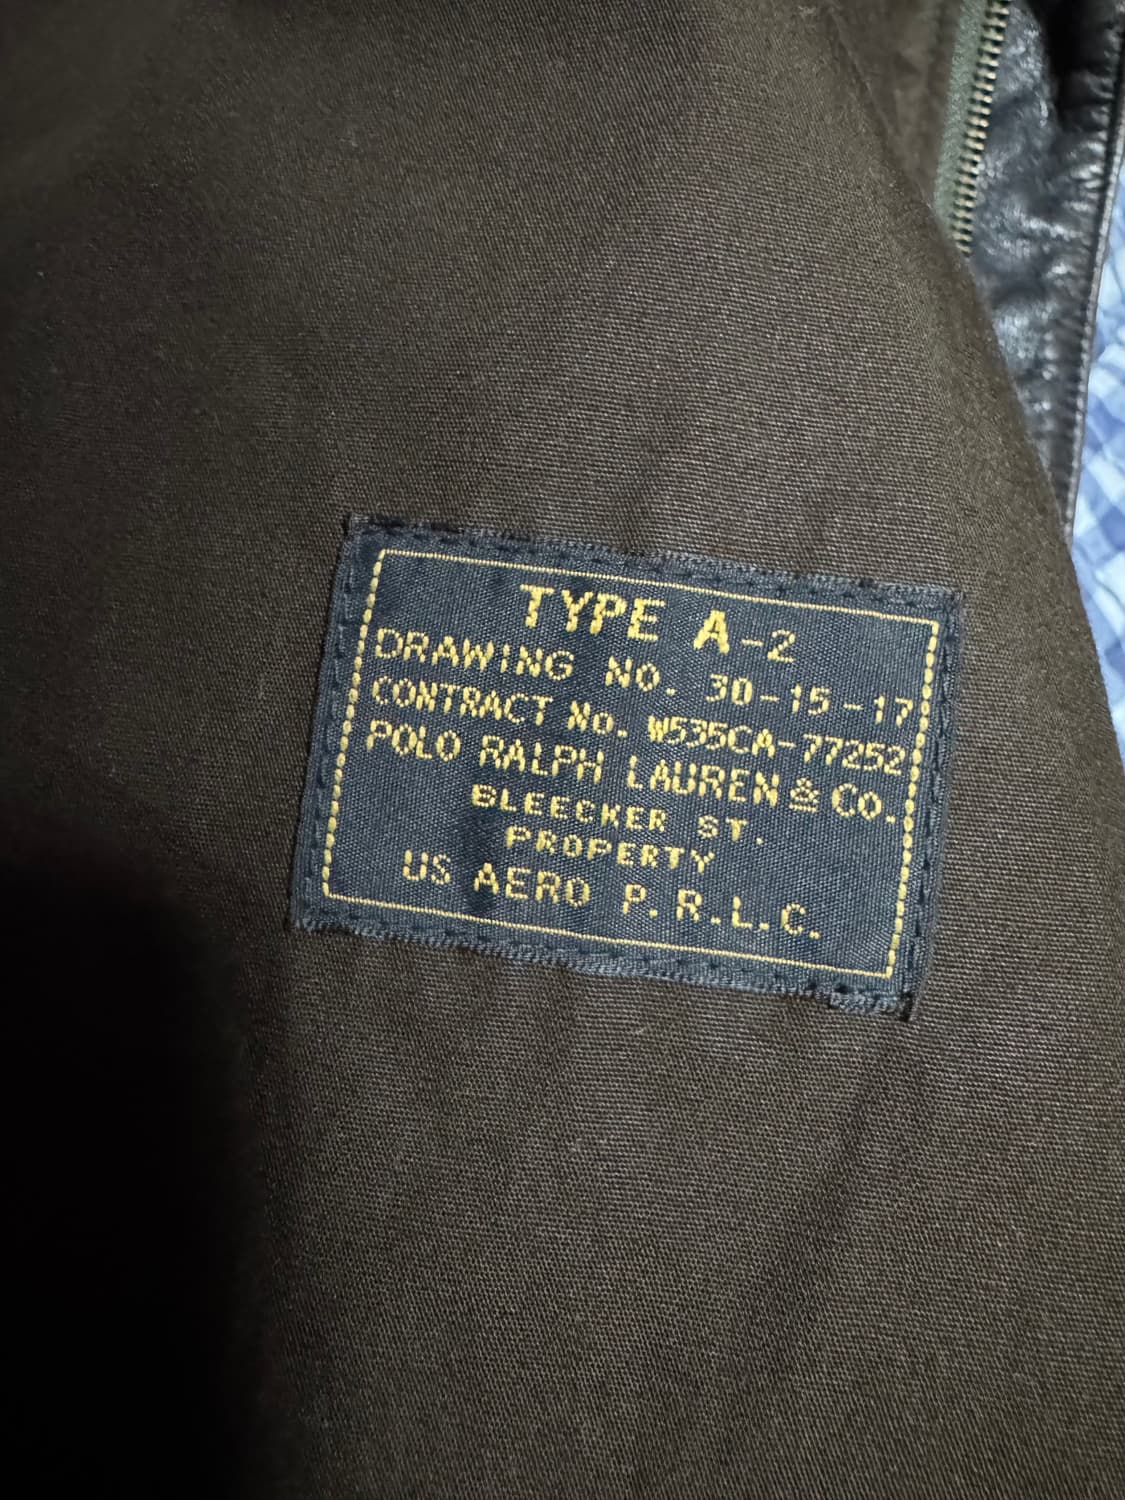 TYPE A-2
DRAWING NO. 30-15-17
CONTRACT No. W535CA-77252
POLO RALPH LAUREN & Co.
BLEECKER ST.
PROPERTY
US AERO P.R.L.C.